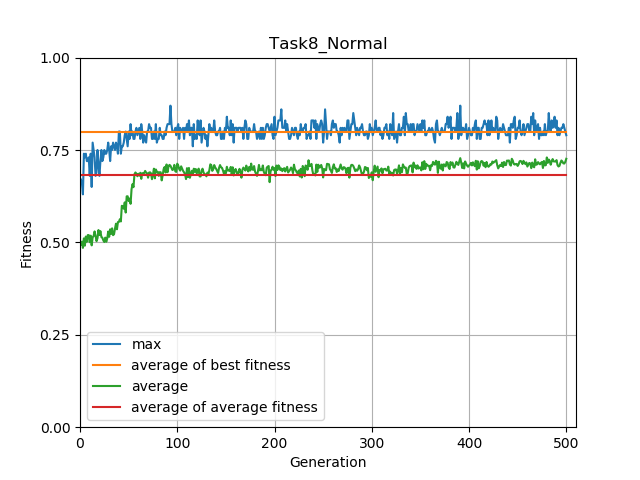 Task8_Normal
1.00
0.75
0.50
0.25
0.00
Fitness
max
average of best fitness
average
average of average fitness
0 100 200 300 400 500
Generation